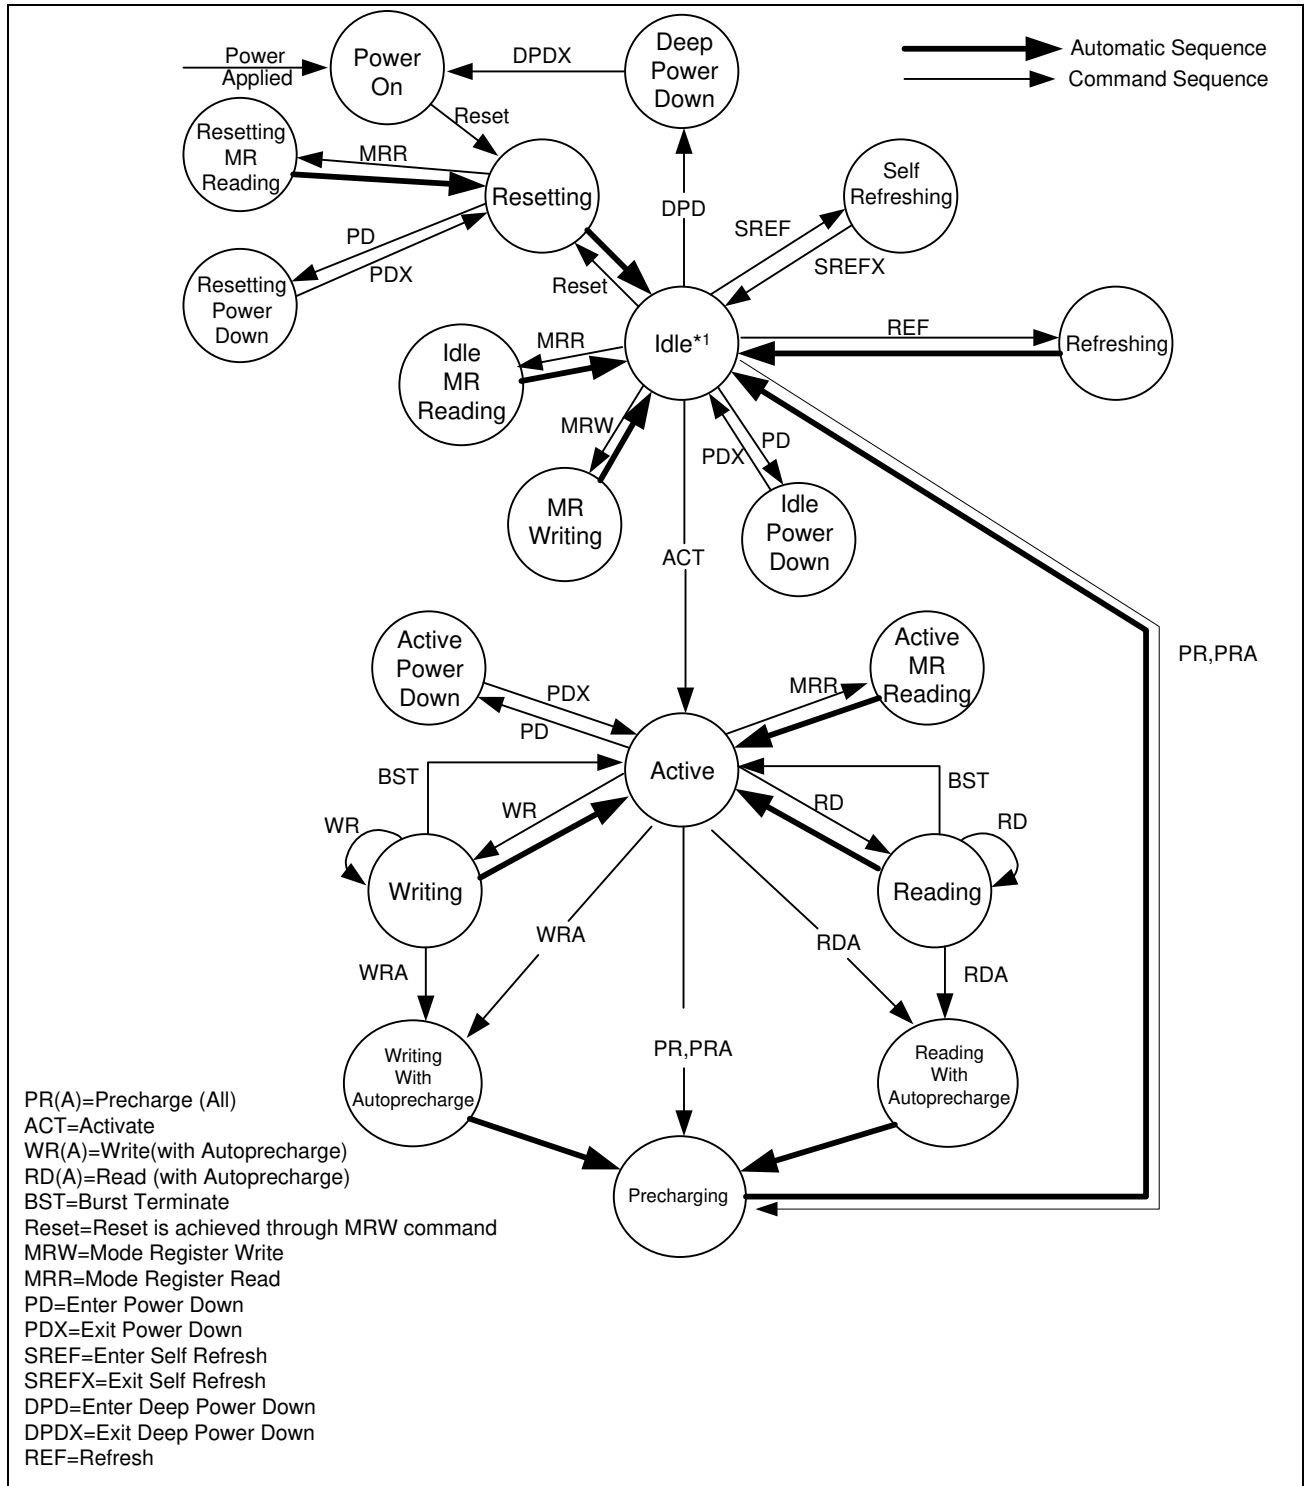 Power
Applied
Power
On
DPDX
Deep
Power
Down
Automatic Sequence
Command Sequence
Reset
Resetting
MR
Reading
MRR
Resetting
Self
Refreshing
DPD
SREF
SREFX
PD
PDX
Resetting
Power
Down
Reset
Idle*1
REF
Refreshing
MRR
Idle
MR
Reading
MRW
PD
PDX
MR
Writing
Idle
Power
Down
ACT
Active
Power
Down
Active
MR
Reading
PR,PRA
PDX
MRR
PD
Active
BST
BST
WR
RD
WR
RD
Writing
Reading
WRA
RDA
WRA
RDA
PR,PRA
Writing
With
Autoprecharge
Reading
With
Autoprecharge
Precharging
PR(A)=Precharge (All)
ACT=Activate
WR(A)=Write(with Autoprecharge)
RD(A)=Read (with Autoprecharge)
BST=Burst Terminate
Reset=Reset is achieved through MRW command
MRW=Mode Register Write
MRR=Mode Register Read
PD=Enter Power Down
PDX=Exit Power Down
SREF=Enter Self Refresh
SREFX=Exit Self Refresh
DPD=Enter Deep Power Down
DPDX=Exit Deep Power Down
REF=Refresh